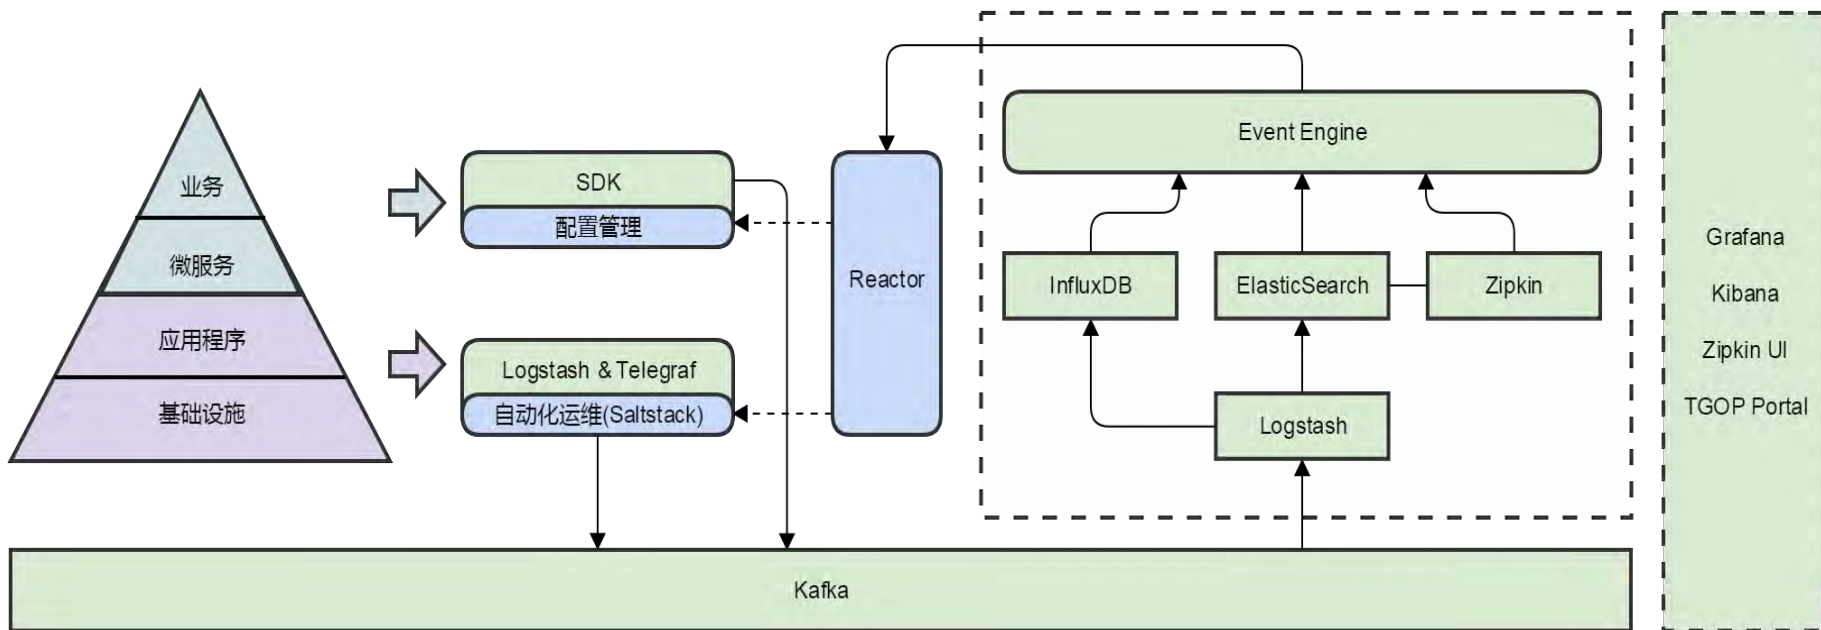 业务
微服务
应用程序
基础设施
SDK
配置管理
Logstash & Telegraf
自动化运维(Saltstack)
Reactor
Event Engine
InfluxDB
ElasticSearch
Zipkin
Logstash
Kafka
Grafana
Kibana
Zipkin UI
TGOP Portal